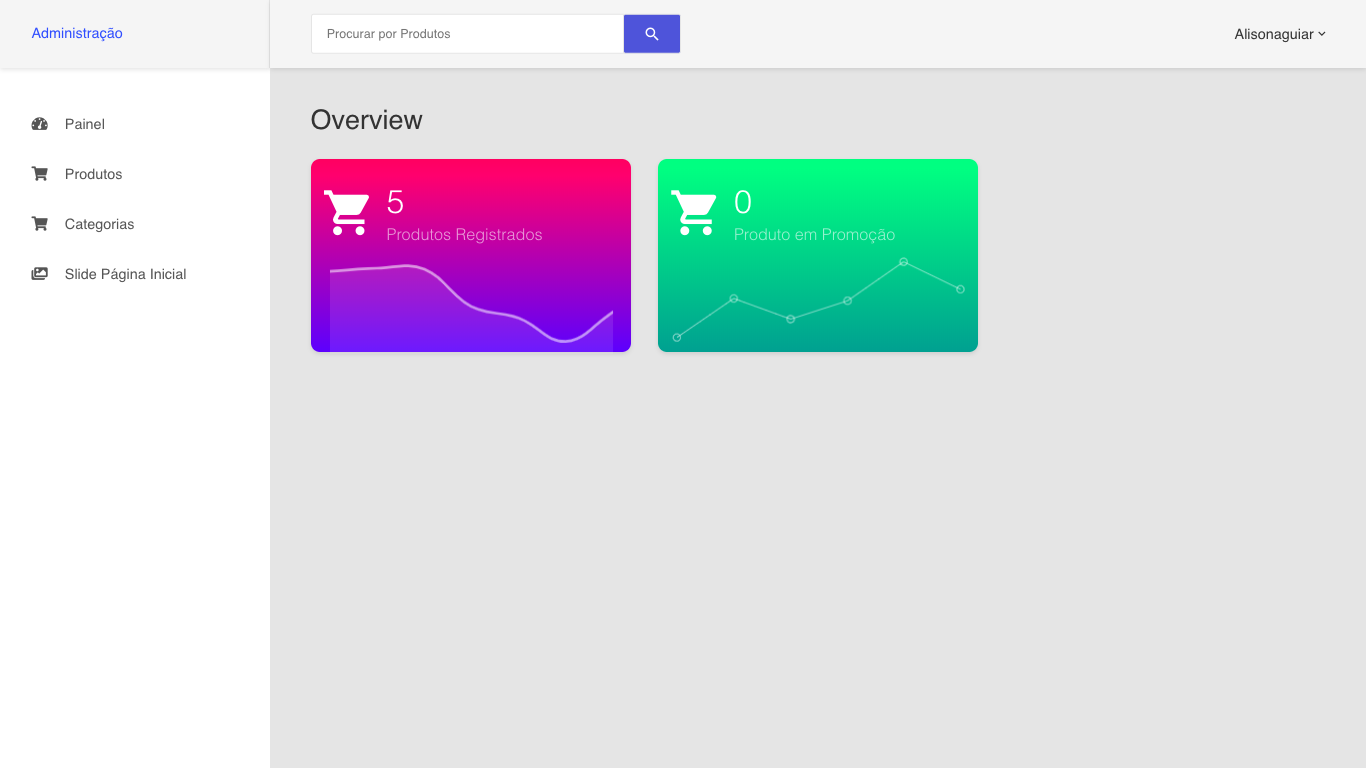 Administração
Procurar por Produtos
Alisonaguiar
Painel
Produtos
Categorias
Slide Página Inicial
Overview
5
Produtos Registrados
0
Produto em Promoção